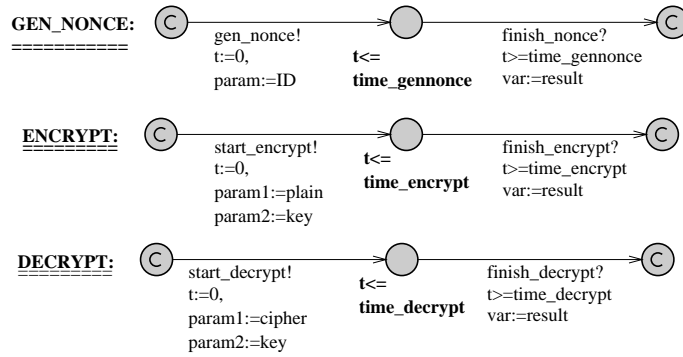 GEN_NONCE:
===========
C
C
gen_nonce!
t:=0,
param:=ID
t<=
time_gennonce
finish_nonce?
t>=time_gennonce
var:=result
ENCRYPT:
=========
C
C
start_encrypt!
t:=0,
param1:=plain
param2:=key
t<=
time_encrypt
finish_encrypt?
t>=time_encrypt
var:=result
DECRYPT:
=========
C
C
start_decrypt!
t:=0,
param1:=cipher
param2:=key
t<=
time_decrypt
finish_decrypt?
t>=time_decrypt
var:=result